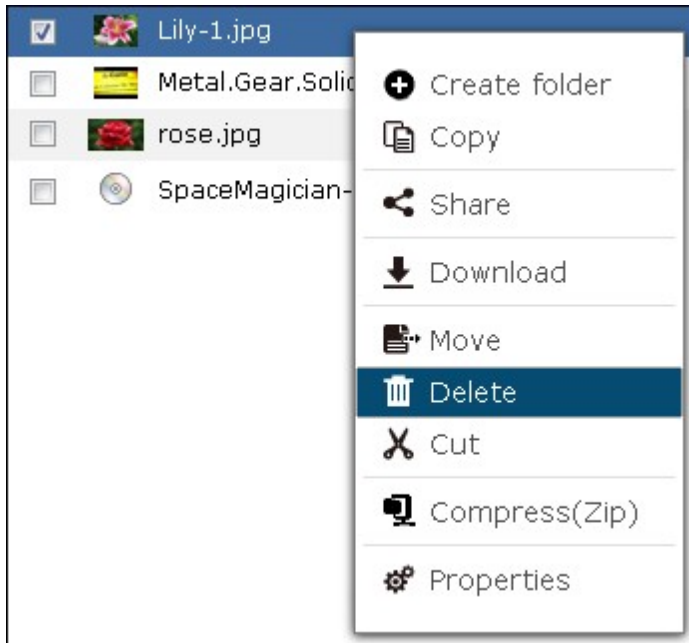 Lily-1.jpg
Metal.Gear.Solid
rose.jpg
SpaceMagician-
Create folder
Copy
Share
Download
Move
Delete
Cut
Compress(Zip)
Properties